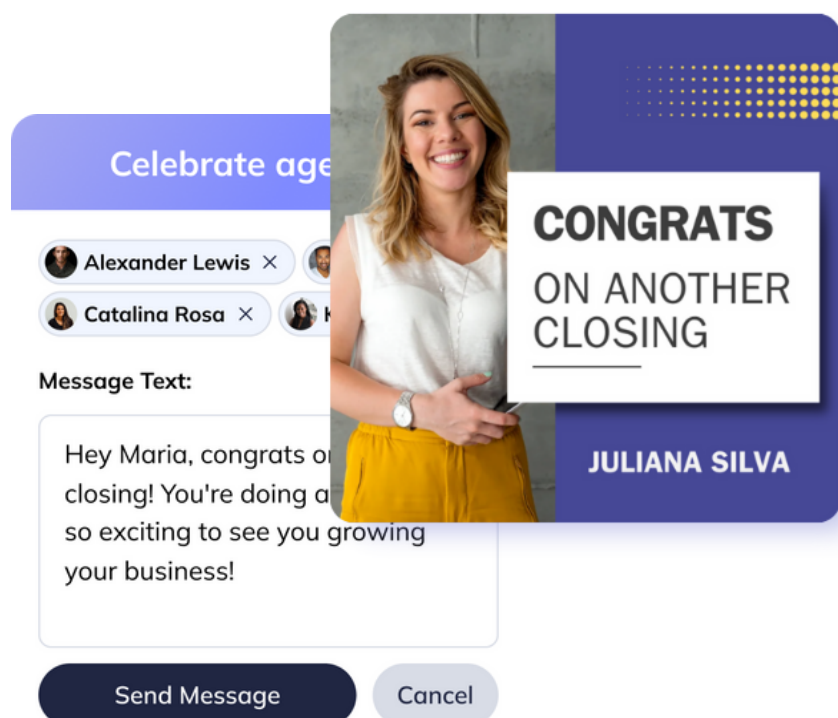 Celebrate
Alexander Lewis
Catalina Rosa
Message Text:
Hey Maria, congrats
closing! You're doing
so exciting to see you growing
your business!
Send Message
Cancel
CONGRATS
ON ANOTHER
CLOSING
JULIANA SILVA